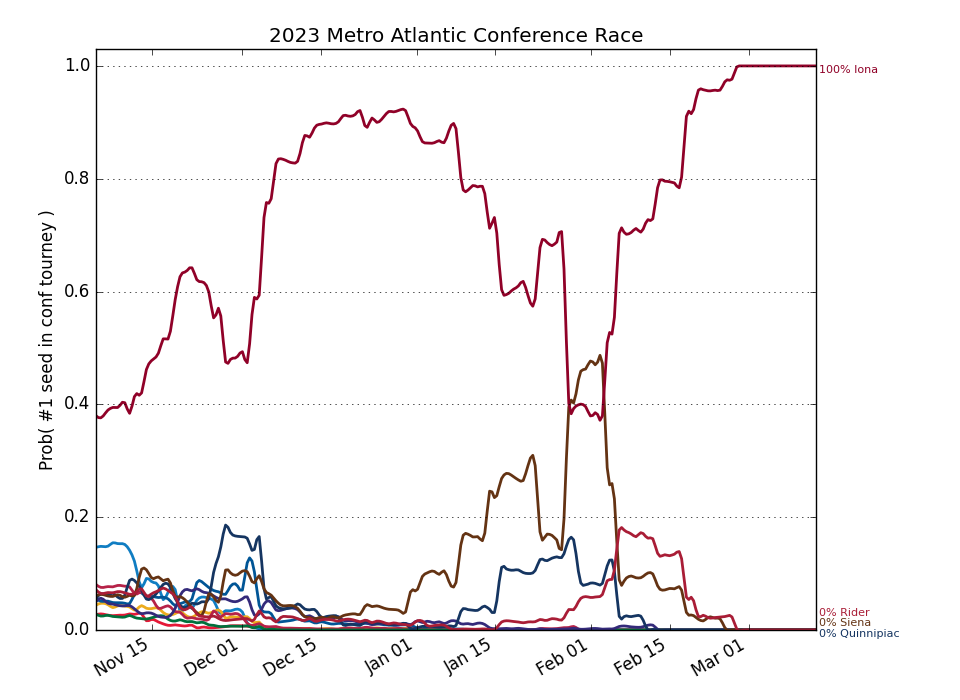 2023 Metro Atlantic Conference Race
Prob( #1 seed in conf tourney )
1.0
0.8
0.6
0.4
0.2
0.0
100% Iona
0% Rider
0% Siena
0% Quinnipiac
Nov 15
Dec 01
Dec 15
Jan 01
Jan 15
Feb 01
Feb 15
Mar 01